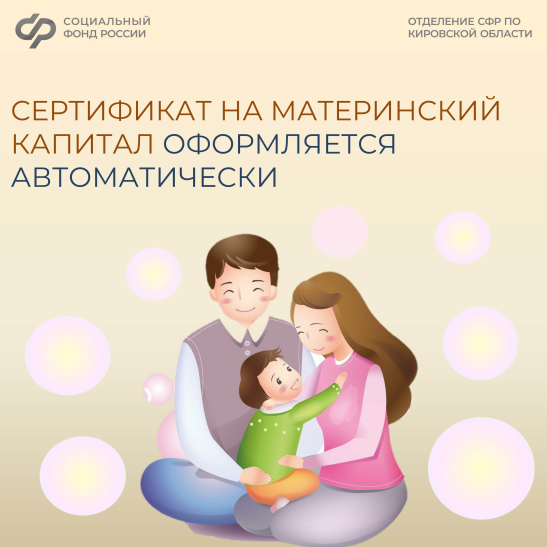 СОЦИАЛЬНЫЙ
ФОНД РОССИИ
ОТДЕЛЕНИЕ СФР ПО
КИРОВСКОЙ ОБЛАСТИ
СЕРТИФИКАТ НА МАТЕРИНСКИЙ
КАПИТАЛ ОФОРМЛЯЕТСЯ
АВТОМАТИЧЕСКИ